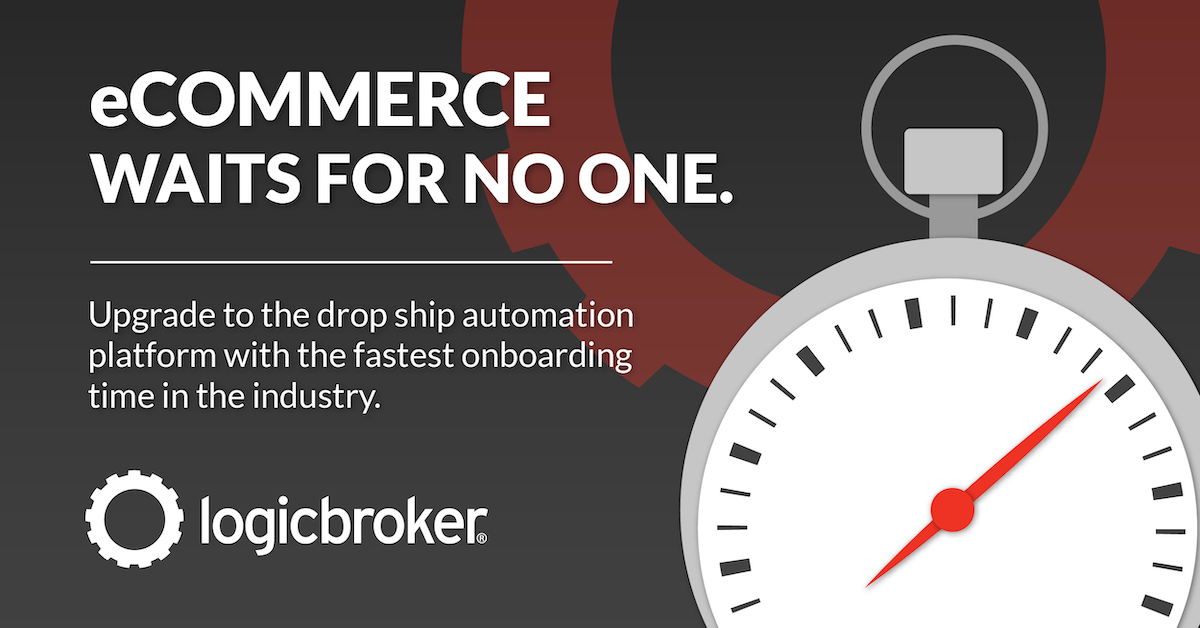 eCOMMERCE
WAITS FOR NO ONE.
Upgrade to the drop ship automation
platform with the fastest onboarding
time in the industry.
logicbroker®